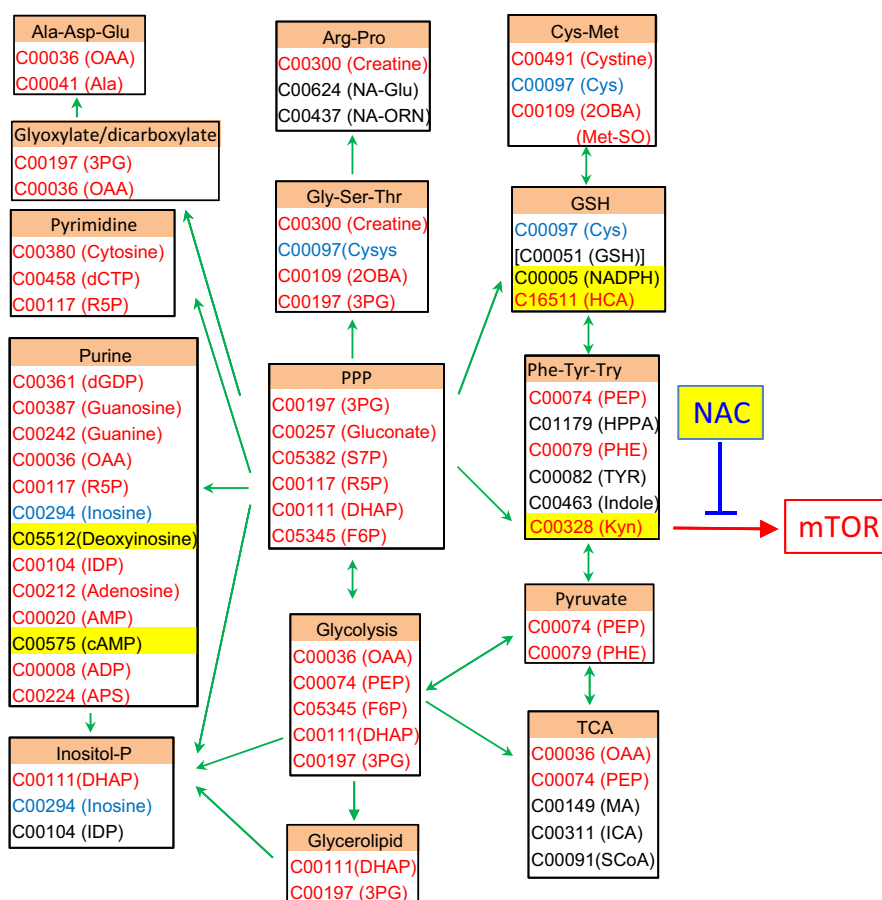 Ala-Asp-Glu
C00036 (OAA)
C00041 (Ala)
Glyoxylate/dicarboxylate
C00197 (3PG)
C00036 (OAA)
Pyrimidine
C00380 (Cytosine)
C00458 (dCTP)
C00117 (R5P)
Purine
C00361 (dGDP)
C00387 (Guanosine)
C00242 (Guanine)
C00036 (OAA)
C00117 (R5P)
C00294 (Inosine)
C05512(Deoxyinosine)
C00104 (IDP)
C00212 (Adenosine)
C00020 (AMP)
C00575 (cAMP)
C00008 (ADP)
C00224 (APS)
Inositol-P
C00111(DHAP)
C00294 (Inosine)
C00104 (IDP)
Arg-Pro
C00300 (Creatine)
C00624 (NA-Glu)
C00437 (NA-ORN)
Gly-Ser-Thr
C00300 (Creatine)
C00097(Cysys
C00109 (2OBA)
C00197 (3PG)
PPP
C00197 (3PG)
C00257 (Gluconate)
C05382 (S7P)
C00117 (R5P)
C00111 (DHAP)
C05345 (F6P)
Glycolysis
C00036 (OAA)
C00074 (PEP)
C05345 (F6P)
C00111(DHAP)
C00197 (3PG)
Glycerolipid
C00111(DHAP)
C00197 (3PG)
Cys-Met
C00491 (Cystine)
C00097 (Cys)
C00109 (2OBA)
(Met-SO)
GSH
C00097 (Cys)
[C00051 (GSH)]
C00005 (NADPH)
C16511 (HCA)
Phe-Tyr-Try
C00074 (PEP)
C01179 (HPPA)
C00079 (PHE)
C00082 (TYR)
C00463 (Indole)
C00328 (Kyn)
NAC
mTOR
Pyruvate
C00074 (PEP)
C00079 (PHE)
TCA
C00036 (OAA)
C00074 (PEP)
C00149 (MA)
C00311 (ICA)
C00091(SCoA)